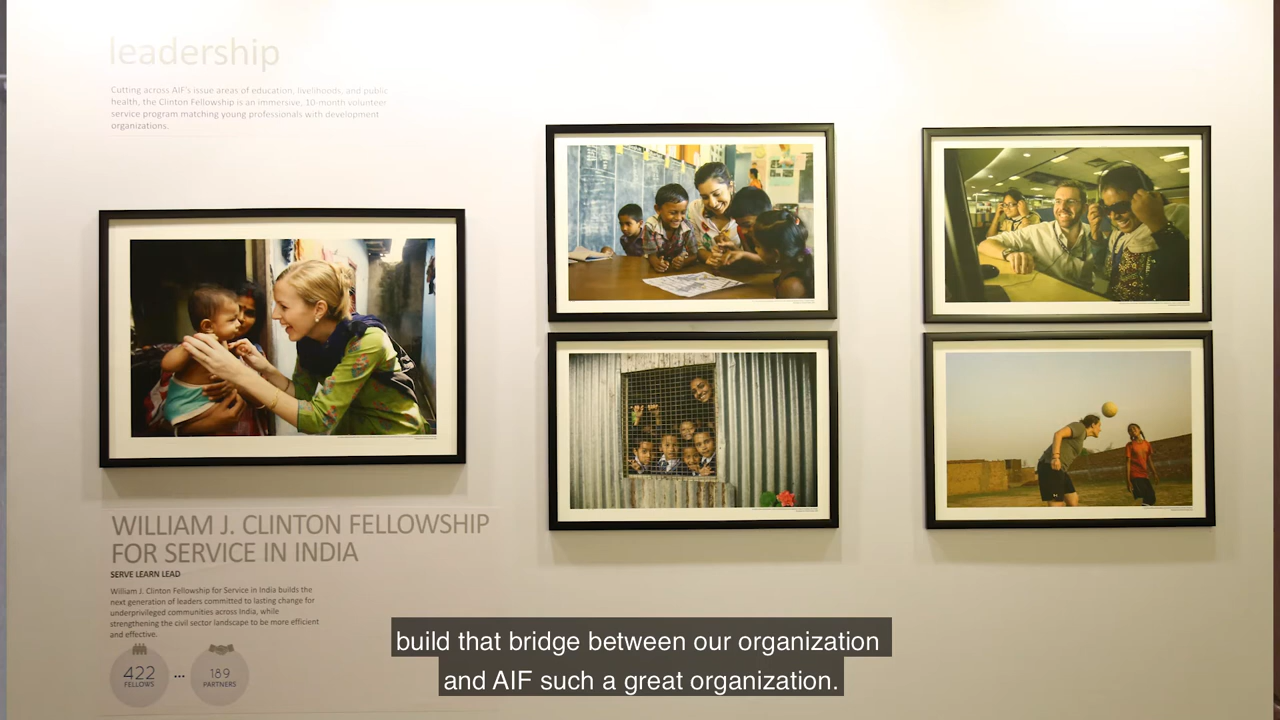 leadership
Cutting across AIF's issue areas of education, livelihoods, and public
health, the Clinton Fellowship is an immersive, 10-month volunteer
service program matching young professionals with development
organizations.
WILLIAM J. CLINTON FELLOWSHIP
FOR SERVICE IN INDIA
SERVE LEARN LEAD
William J. Clinton Fellowship for Service in India builds the
next generation of leaders committed to lasting change for
underprivileged communities across India, while
strengthening the civil sector landscape to be more efficient
and effective.
422
FELLOWS
...
189
PARTNERS
build that bridge between our organization
and AIF such a great organization.